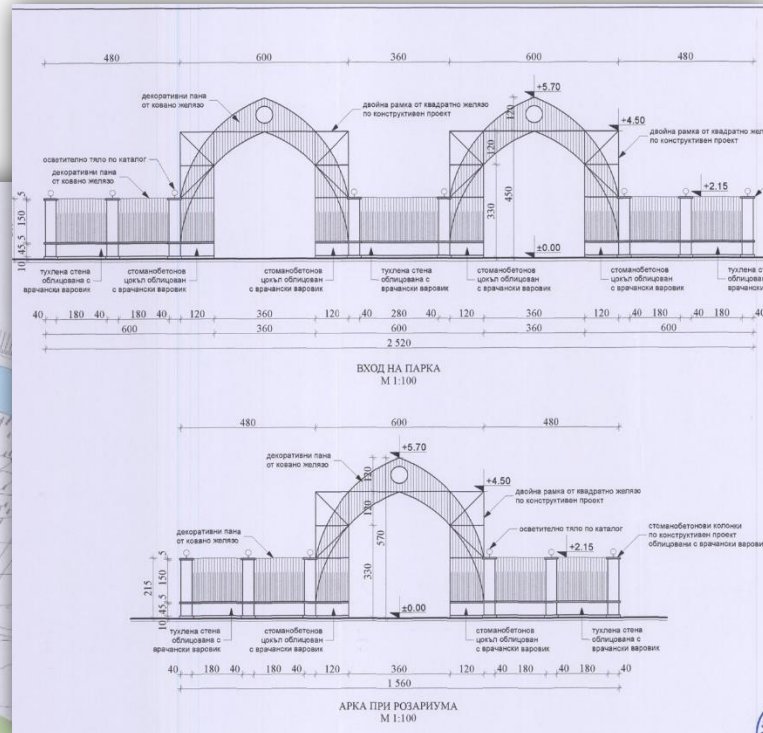 480 600 360 600 480
декоративни пана
от ковано желязо
двойна рамка от квадратно желязо
по конструктивен проект
+5.70
120
+4.50
двойна рамка от квадратно желязо
по конструктивен проект
осветително тяло по каталог
декоративни пана
от ковано желязо
120
450
330
+2.15
5
150
45,5
10
±0.00
тухлена стена
облицована с
врачански варовик
стоманобетонов
цокъл облицован
с врачански варовик
стоманобетонов
цокъл облицован
с врачански варовик
тухлена стена
облицована с
врачански варовик
стоманобетонов
цокъл облицован
с врачански варовик
стоманобетонов
цокъл облицован
с врачански варовик
40 180 40 180 40 120 360 120 40 280 40 120 360 120 40 180 40 180 40
600 360 600 360 600
2 520
ВХОД НА ПАРКА
М 1:100
480 600 480
+5.70
декоративни пана
от ковано желязо
120
+4.50
двойна рамка от квадратно желязо
по конструктивен проект
120
570
330
декоративни пана
от ковано желязо
осветително тяло по каталог
стоманобетонови колонки
по конструктивен проект
облицовани с врачански
+2.15
215
5
150
45,5
10
±0.00
тухлена стена
облицована с
врачански варовик
стоманобетонов
цокъл облицован
с врачански варовик
стоманобетонов
цокъл облицован
с врачански варовик
тухлена стена
облицована с
врачански варовик
40 180 40 180 40 120 360 120 40 180 40 180 40
1 560
АРКА ПРИ РОЗАРИУМА
М 1:100